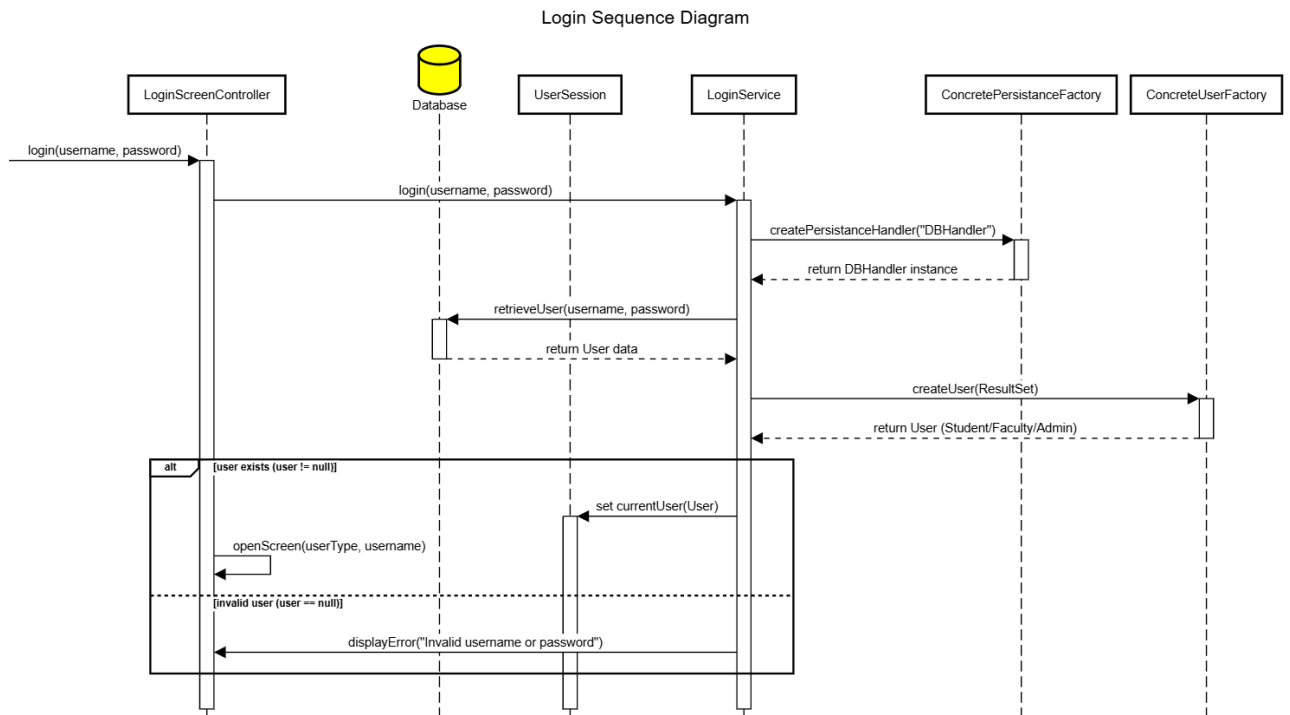 Login Sequence Diagram
LoginScreenController
Database
UserSession
LoginService
ConcretePersistanceFactory
ConcreteUserFactory
login(username, password)
login(username, password)
createPersistanceHandler("DBHandler")
return DBHandler instance
retrieveUser(username, password)
return User data
createUser(ResultSet)
return User (Student/Faculty/Admin)
alt
[user exists (user != null)]
set currentUser(User)
openScreen(userType, username)
[invalid user (user == null)]
displayError("Invalid username or password")